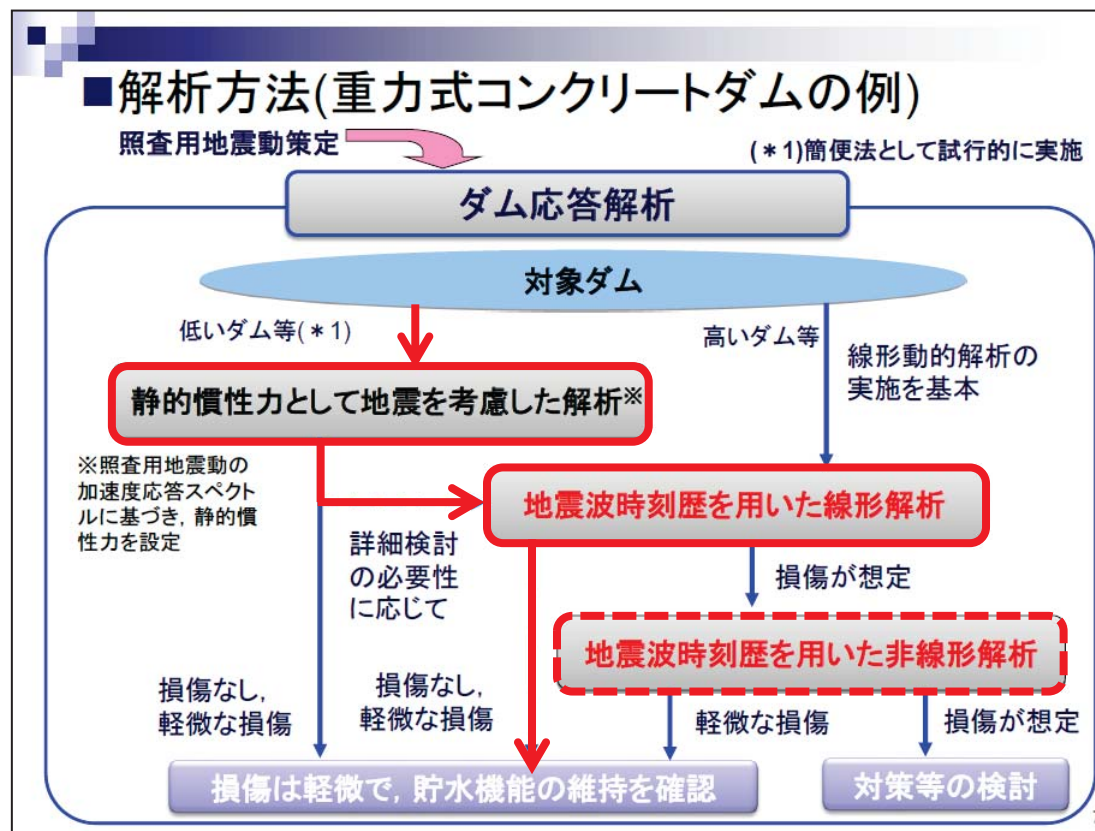 ■解析方法(重力式コンクリートダムの例)
照査用地震動策定
(＊1)簡便法として試行的に実施
ダム応答解析
対象ダム
低いダム等(＊1)
高いダム等
線形動的解析の
実施を基本
静的慣性力として地震を考慮した解析※
※照査用地震動の
加速度応答スペクト
ルに基づき，静的慣
性力を設定
地震波時刻歴を用いた線形解析
詳細検討
の必要性
に応じて
損傷が想定
地震波時刻歴を用いた非線形解析
損傷なし，
軽微な損傷
損傷なし，
軽微な損傷
軽微な損傷
損傷が想定
損傷は軽微で，貯水機能の維持を確認
対策等の検討